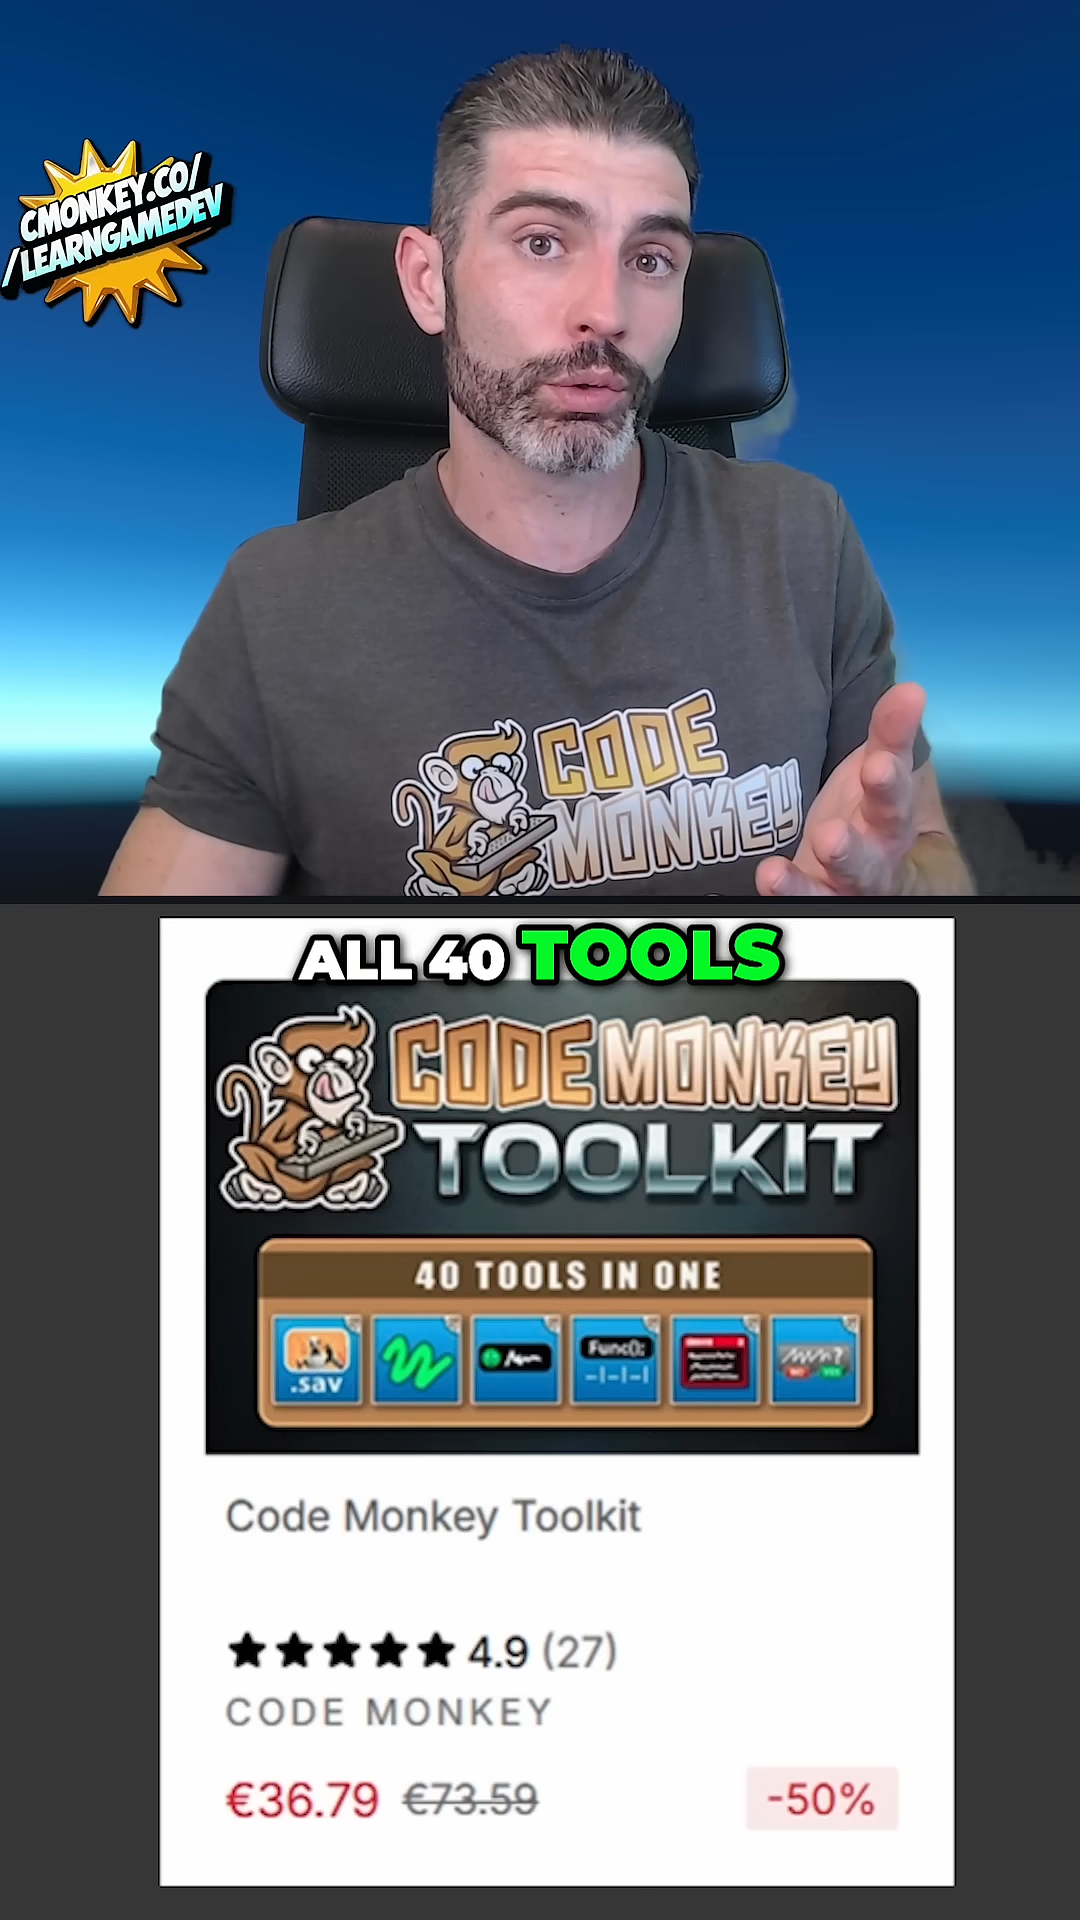 CMONKEY.CO/
/LEARNGAMEDEV
CODE
MONKEY
ALL 40 TOOLS
CODE MONKEY
TOOLKIT
40 TOOLS IN ONE
.sav
Func();
Code Monkey Toolkit
4.9 (27)
CODE MONKEY
€36.79 €73.59
-50%